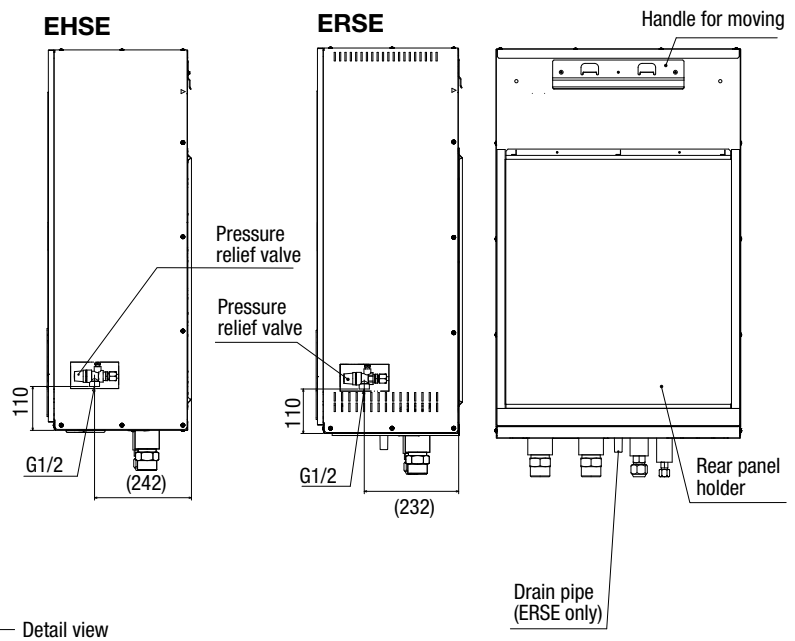 EHSE
ERSE
Handle for moving
Pressure
relief valve
Pressure
relief valve
110
110
G1/2
(242)
G1/2
(232)
Rear panel
holder
Drain pipe
(ERSE only)
Detail view